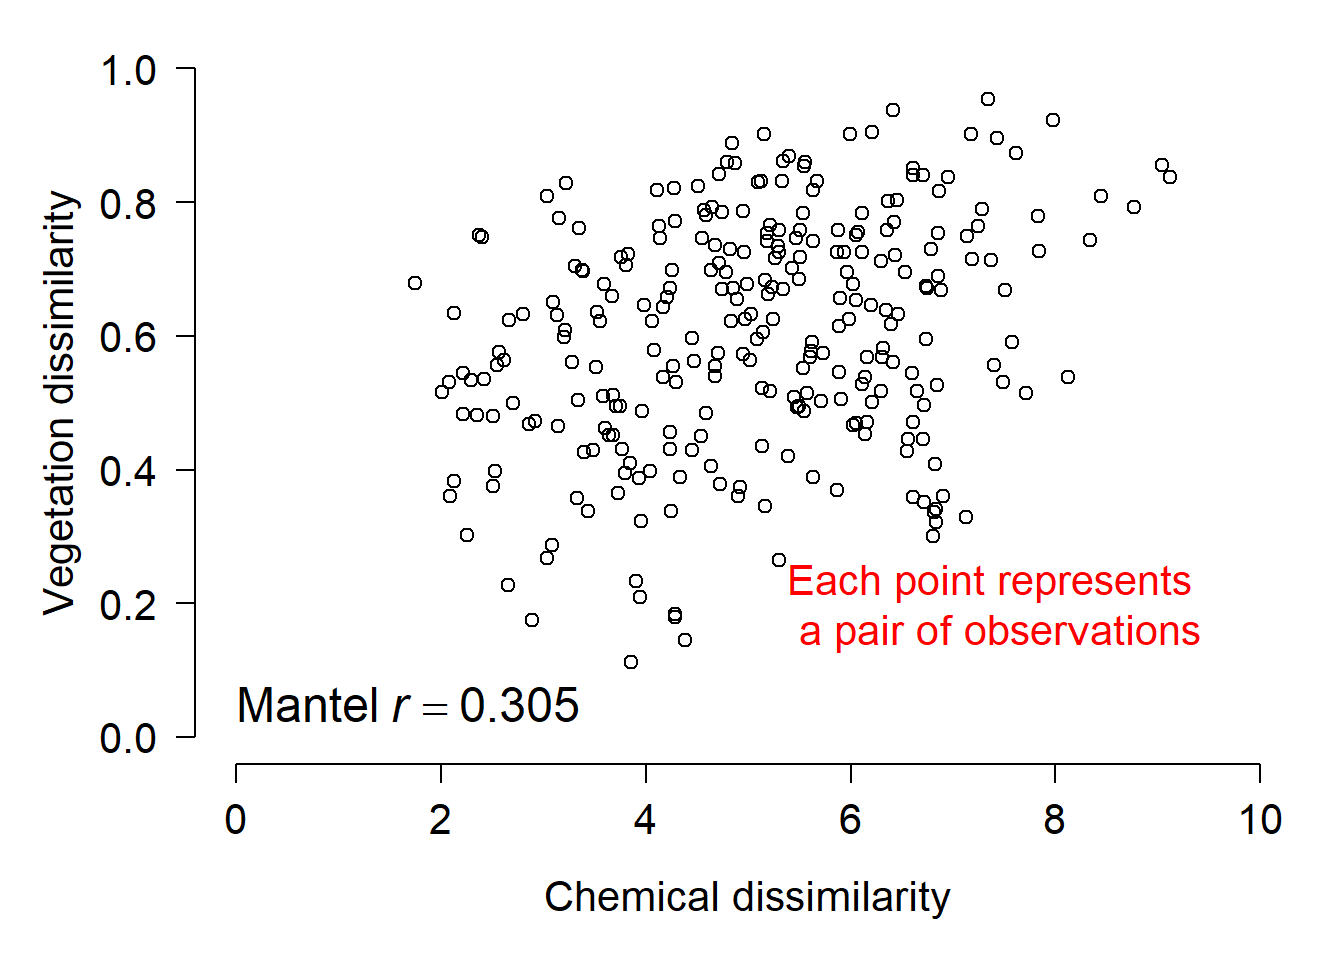 1.0
0.8
0.6
0.4
0.2
0.0
Vegetation dissimilarity
Each point represents
a pair of observations
Mantel r = 0.305
0 2 4 6 8 10
Chemical dissimilarity